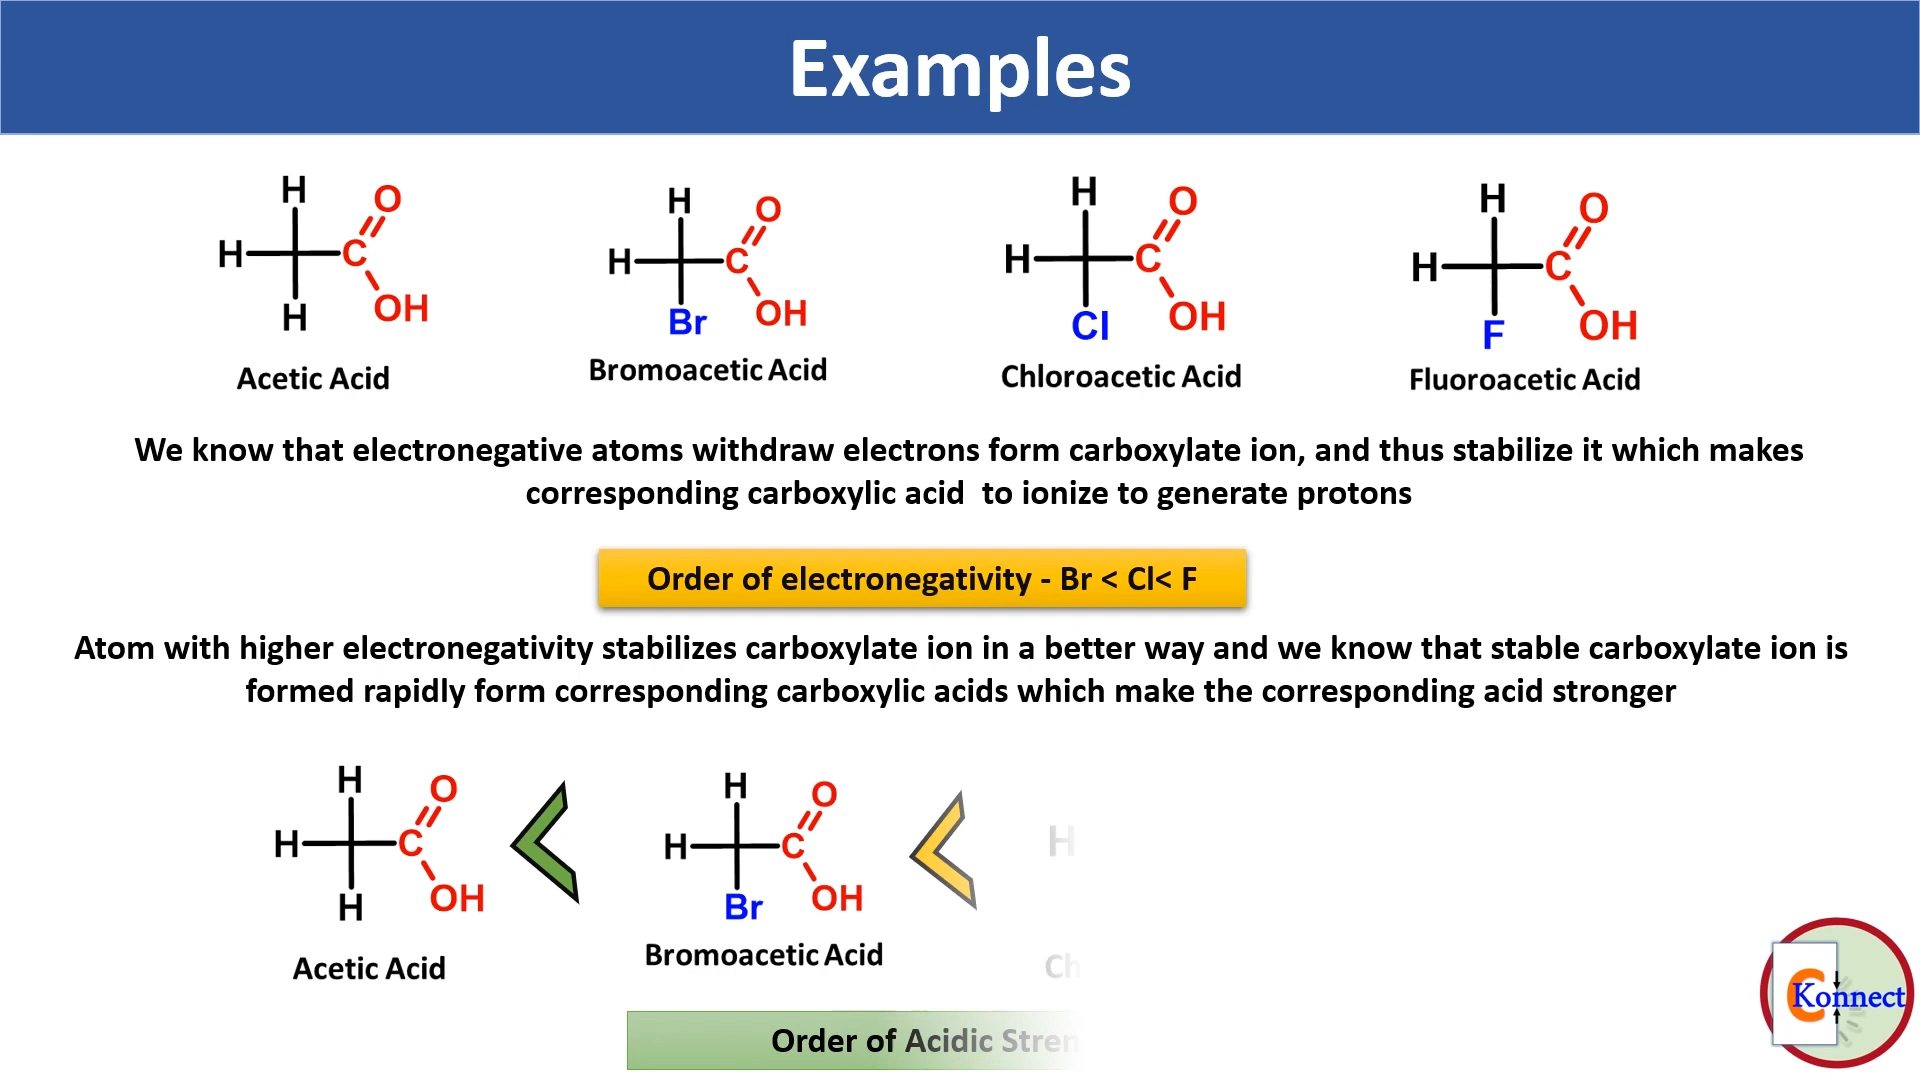 Examples
H
O
H
C
H
OH
Acetic Acid
H
O
H
C
Br
OH
Bromoacetic Acid
H
O
H
C
Cl
OH
Chloroacetic Acid
H
O
H
C
F
OH
Fluoroacetic Acid
We know that electronegative atoms withdraw electrons form carboxylate ion, and thus stabilize it which makes
corresponding carboxylic acid to ionize to generate protons
Order of electronegativity - Br < Cl< F
Atom with higher electronegativity stabilizes carboxylate ion in a better way and we know that stable carboxylate ion is
formed rapidly form corresponding carboxylic acids which make the corresponding acid stronger
H
O
H
C
H
OH
Acetic Acid
H
O
H
C
Br
OH
Bromoacetic Acid
H
Ch
Order of Acidic Stren
C Konnect